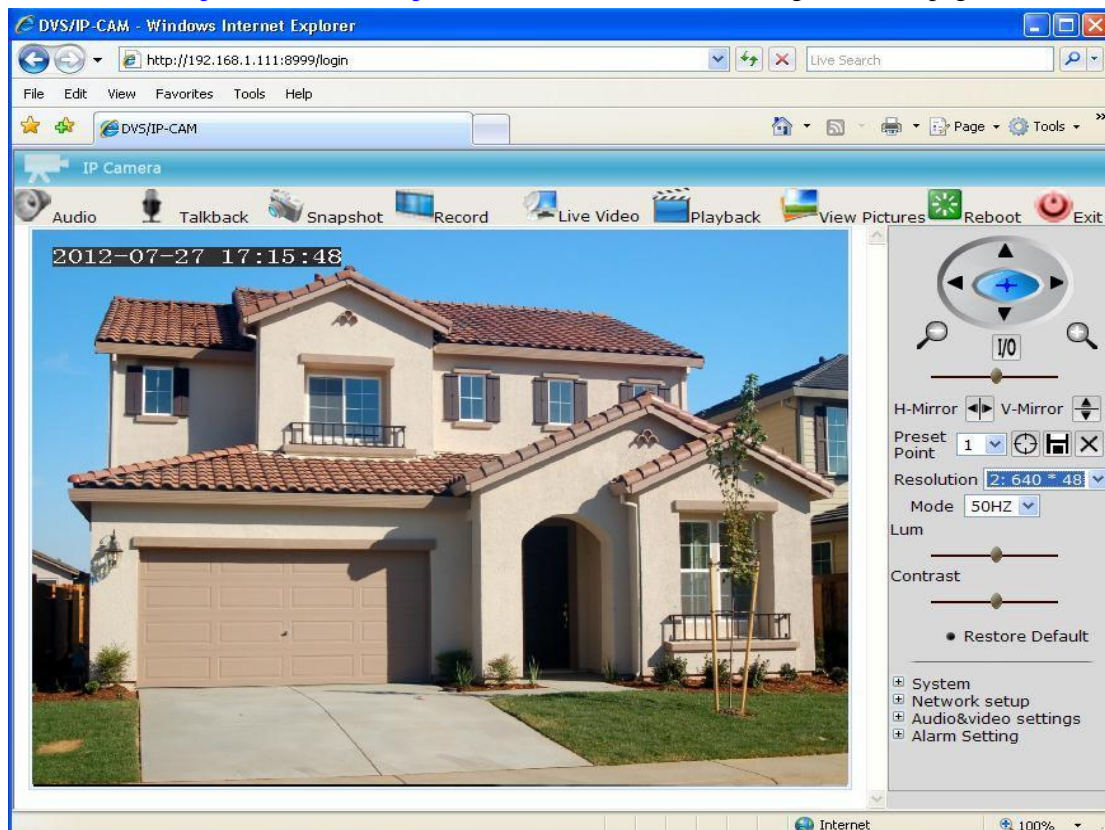 DVS/IP-CAM - Windows Internet Explorer
http://192.168.1.111:8999/login
Live Search
File Edit View Favorites Tools Help
DVS/IP-CAM
Page Tools »
IP Camera
Audio Talkback Snapshot Record Live Video Playback View Pictures Reboot Exit
2012-07-27 17:15:48
I/O
H-Mirror V-Mirror
Preset Point 1
Resolution 2: 640 * 48
Mode 50HZ
Lum
Contrast
Restore Default
System
Network setup
Audio&video settings
Alarm Setting
Internet 100%